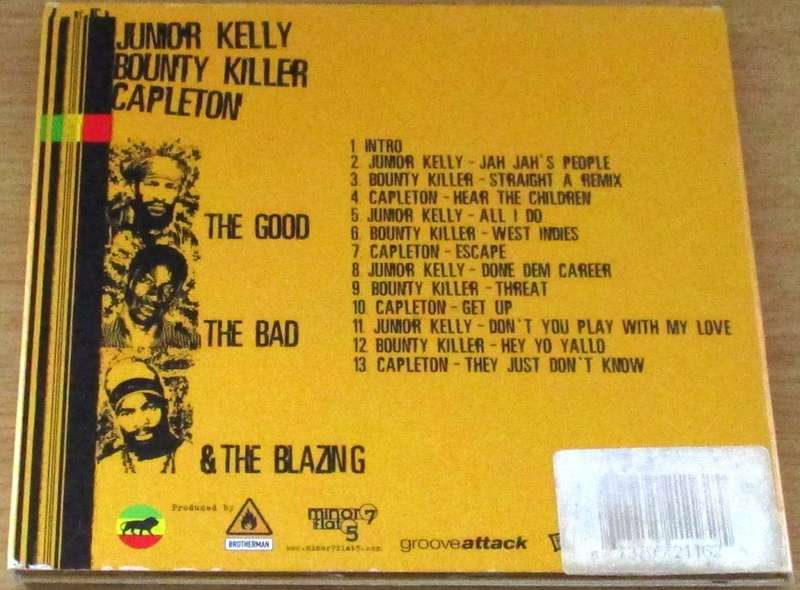 JUNIOR KELLY
BOUNTY KILLER
CAPLETON
THE GOOD
THE BAD
& THE BLAZING
1 INTRO
2. JUNIOR KELLY - JAH JAH'S PEOPLE
3. BOUNTY KILLER - STRAIGHT A REMIX
4. CAPLETON - HEAR THE CHILDREN
5. JUNIOR KELLY - ALL I DO
6. BOUNTY KILLER - WEST INDIES
7. CAPLETON - ESCAPE
8. JUNIOR KELLY - DONE DEM CAREER
9. BOUNTY KILLER - THREAT
10. CAPLETON - GET UP
11. JUNIOR KELLY - DON'T YOU PLAY WITH MY LOVE
12. BOUNTY KILLER - HEY YO YALLO
13. CAPLETON - THEY JUST DON'T KNOW
Produced by
BROTHERMAN
minor 7
flat 5
www.minor7flat5.com
grooveattack